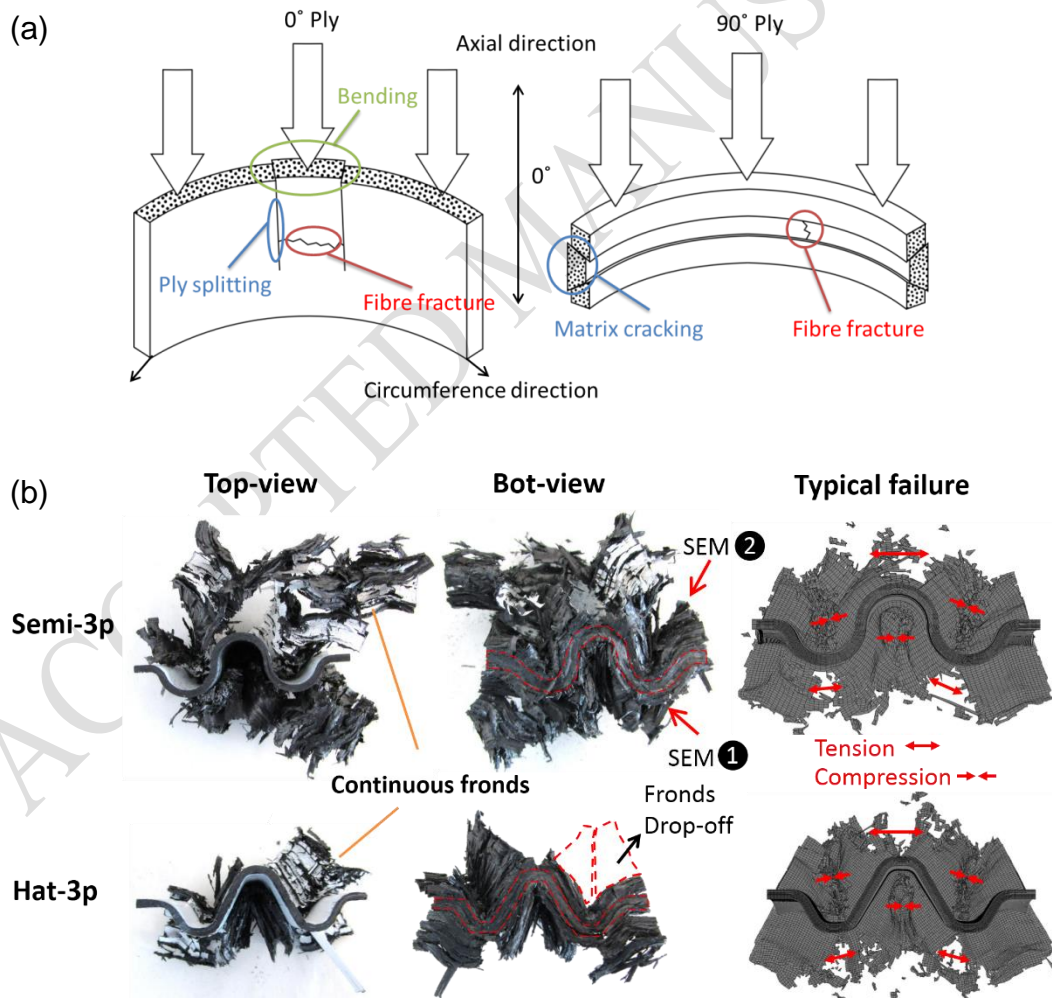 (a)
0° Ply
90° Ply
Axial direction
Bending
0°
Ply splitting
Fibre fracture
Matrix cracking
Fibre fracture
Circumference direction
ACCEPTED MANUS
(b)
Top-view
Bot-view
Typical failure
SEM 2
Semi-3p
SEM 1
Tension
Compression
Continuous fronds
Fronds
Drop-off
Hat-3p